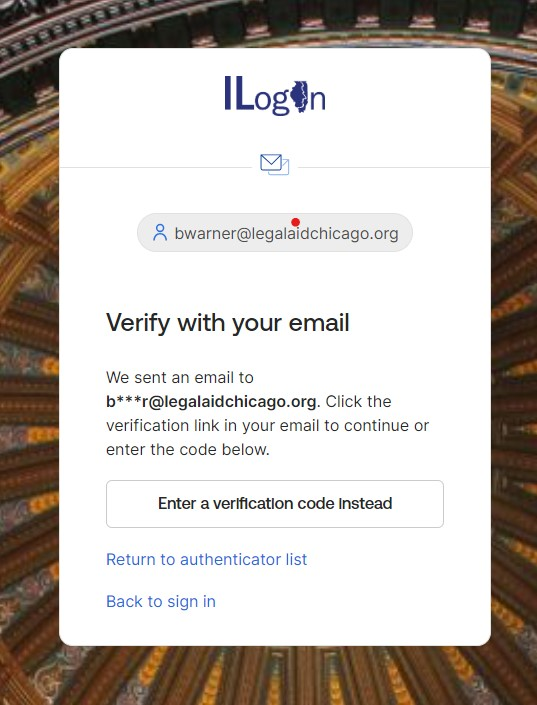 ILogIn
bwarner@legalaidchicago.org
Verify with your email
We sent an email to
b***r@legalaidchicago.org. Click the
verification link in your email to continue or
enter the code below.
Enter a verification code instead
Return to authenticator list
Back to sign in